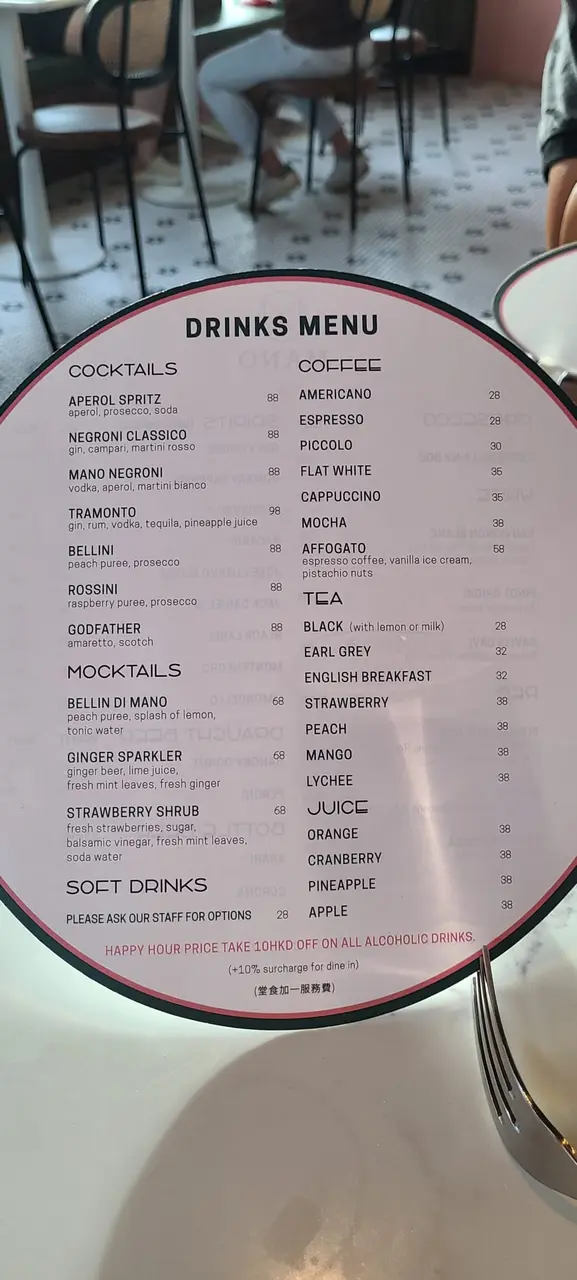 DRINKS MENU
COCKTAILS
APEROL SPRITZ 88
aperol, prosecco, soda
NEGRONI CLASSICO 88
gin, campari, martini rosso
MANO NEGRONI 88
vodka, aperol, martini bianco
TRAMONTO 98
gin, rum, vodka, tequila, pineapple juice
BELLINI 88
peach puree, prosecco
ROSSINI 88
raspberry puree, prosecco
GODFATHER 88
amaretto, scotch
MOCKTAILS
BELLIN DI MANO 68
peach puree, splash of lemon,
tonic water
GINGER SPARKLER 68
ginger beer, lime juice,
fresh mint leaves, fresh ginger
STRAWBERRY SHRUB 68
fresh strawberries, sugar,
balsamic vinegar, fresh mint leaves,
soda water
SOFT DRINKS
PLEASE ASK OUR STAFF FOR OPTIONS 28
COFFEE
AMERICANO 28
ESPRESSO 28
PICCOLO 30
FLAT WHITE 35
CAPPUCCINO 35
MOCHA 38
AFFOGATO 58
espresso coffee, vanilla ice cream,
pistachio nuts
TEA
BLACK (with lemon or milk) 28
EARL GREY 32
ENGLISH BREAKFAST 32
STRAWBERRY 38
PEACH 38
MANGO 38
LYCHEE 38
JUICE
ORANGE 38
CRANBERRY 38
PINEAPPLE 38
APPLE 38
HAPPY HOUR PRICE TAKE 10HKD OFF ON ALL ALCOHOLIC DRINKS.
(+10% surcharge for dine in)
(堂食加一服務費)